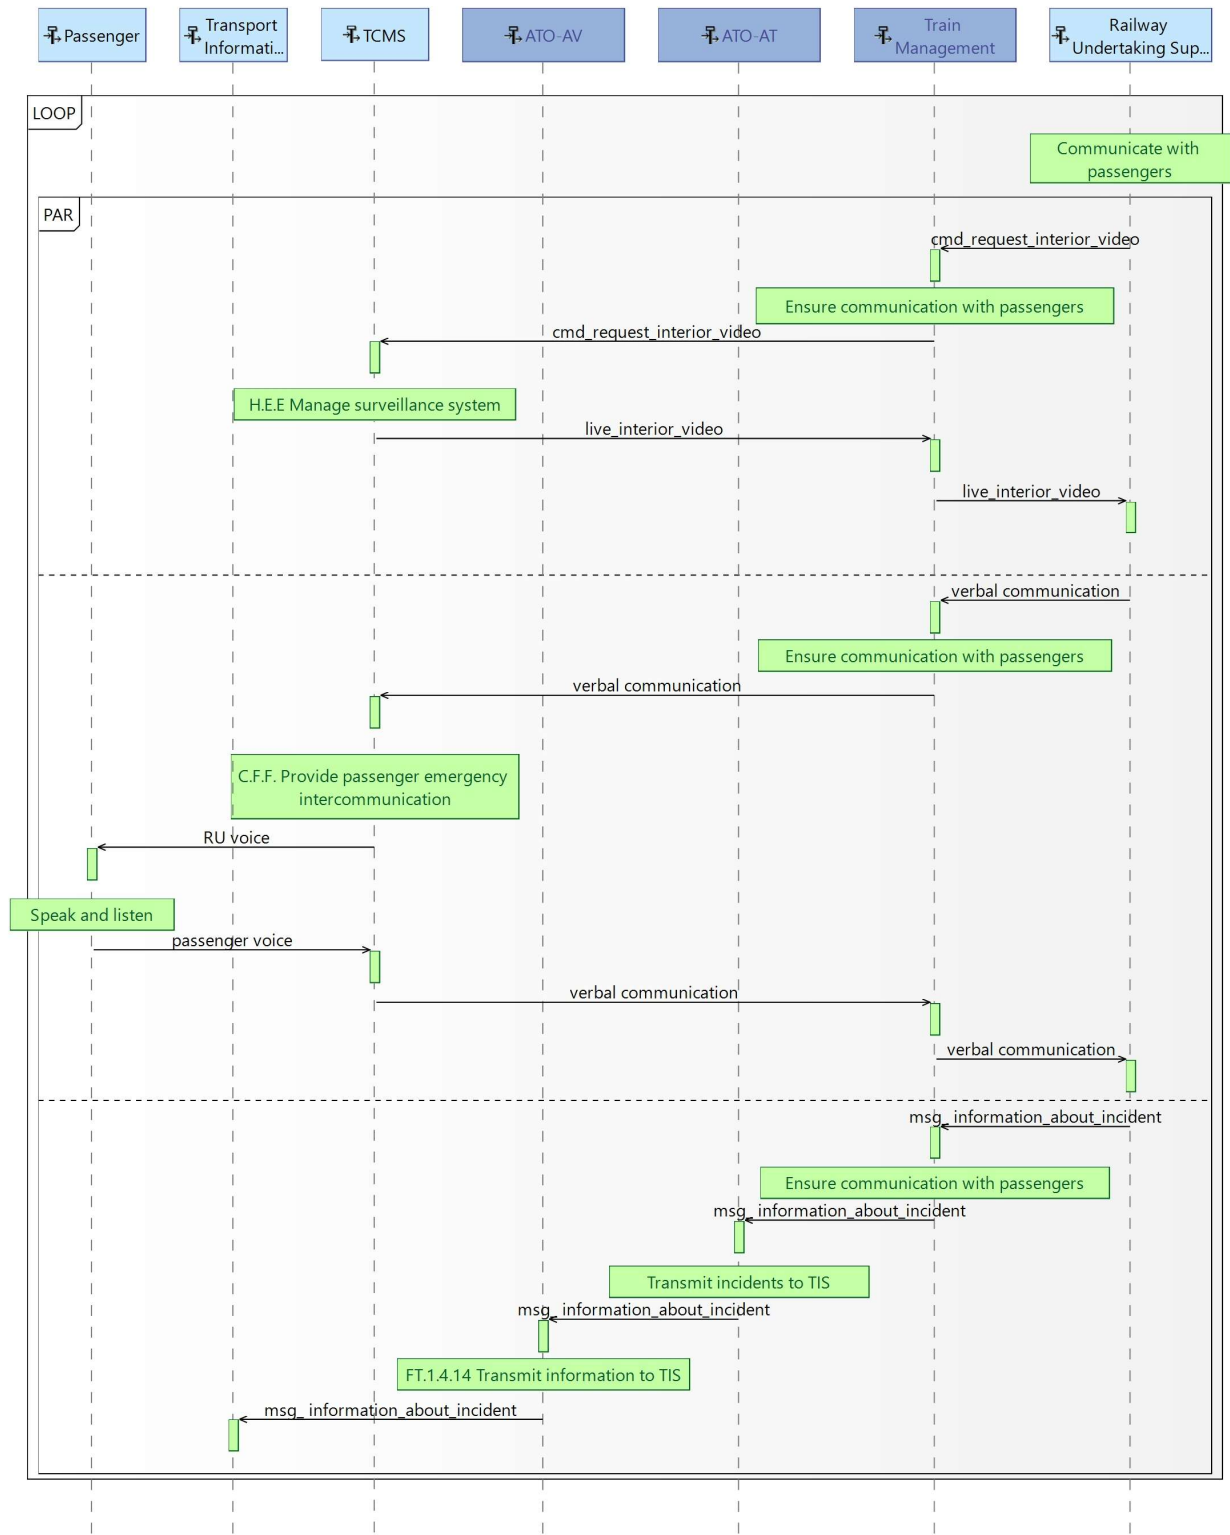 Passenger
Transport
Informati...
TCMS
ATO-AV
ATO-AT
Train
Management
Railway
Undertaking Sup...
LOOP
Communicate with
passengers
PAR
cmd_request_interior_video
Ensure communication with passengers
cmd_request_interior_video
H.E.E Manage surveillance system
live_interior_video
live_interior_video
verbal communication
Ensure communication with passengers
verbal communication
C.F.F. Provide passenger emergency
intercommunication
RU voice
Speak and listen
passenger voice
verbal communication
verbal communication
msg_ information_about_incident
Ensure communication with passengers
msg_ information_about_incident
Transmit incidents to TIS
msg_ information_about_incident
FT.1.4.14 Transmit information to TIS
msg_ information_about_incident